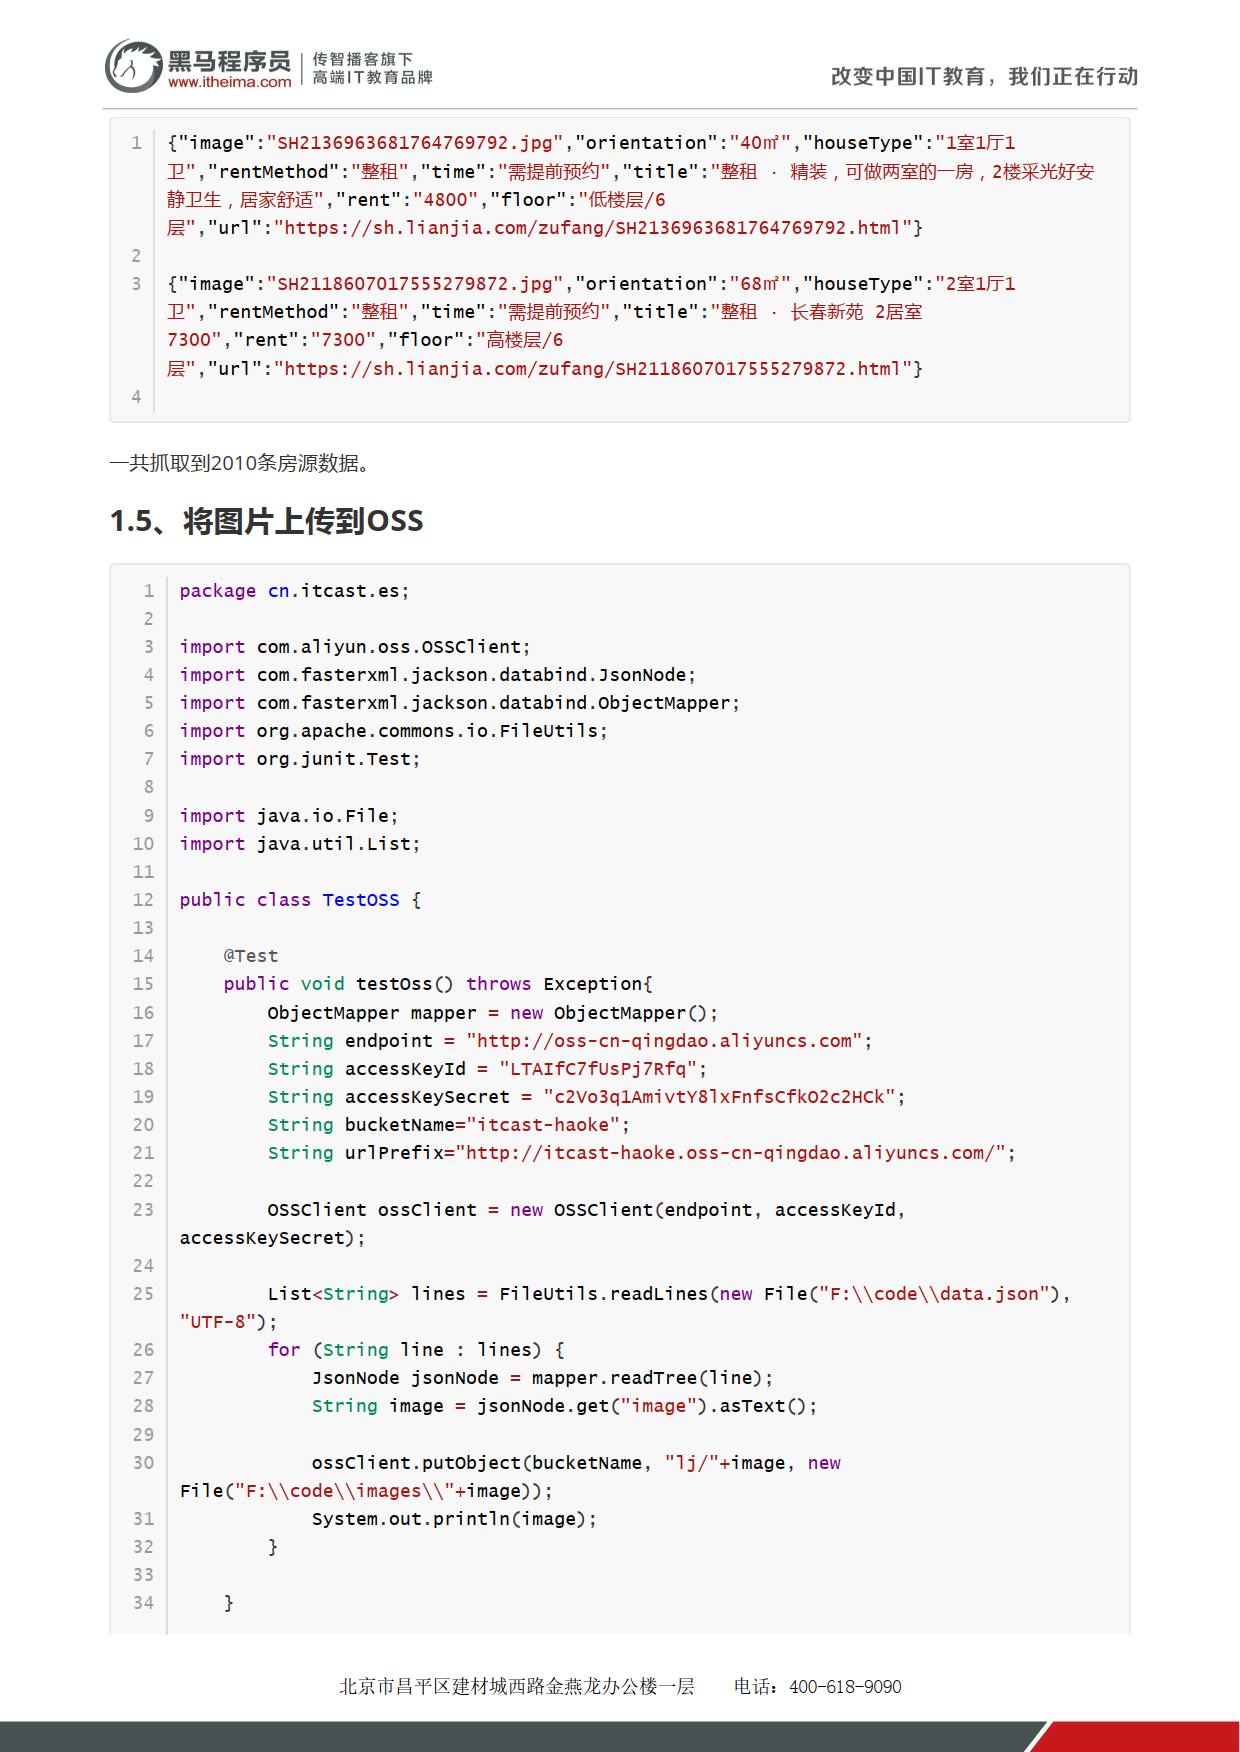 黑马程序员
www.itheima.com
传智播客旗下
高端IT教育品牌
改变中国IT教育，我们正在行动
1 {"image":"SH2136963681764769792.jpg","orientation":"40㎡","houseType":"1室1厅1
卫","rentMethod":"整租","time":"需提前预约","title":"整租 · 精装，可做两室的一房，2楼采光好安
静卫生，居家舒适","rent":"4800","floor":"低楼层/6
层","url":"https://sh.lianjia.com/zufang/SH2136963681764769792.html"}
2
3 {"image":"SH2118607017555279872.jpg","orientation":"68㎡","houseType":"2室1厅1
卫","rentMethod":"整租","time":"需提前预约","title":"整租 · 长春新苑 2居室
7300","rent":"7300","floor":"高楼层/6
层","url":"https://sh.lianjia.com/zufang/SH2118607017555279872.html"}
4
一共抓取到2010条房源数据。
1.5、将图片上传到OSS
1 package cn.itcast.es;
2
3 import com.aliyun.oss.OSSClient;
4 import com.fasterxml.jackson.databind.JsonNode;
5 import com.fasterxml.jackson.databind.ObjectMapper;
6 import org.apache.commons.io.FileUtils;
7 import org.junit.Test;
8
9 import java.io.File;
10 import java.util.List;
11
12 public class TestOSS {
13
14     @Test
15     public void testOss() throws Exception{
16         ObjectMapper mapper = new ObjectMapper();
17         String endpoint = "http://oss-cn-qingdao.aliyuncs.com";
18         String accessKeyId = "LTAIfC7fUsPj7Rfq";
19         String accessKeySecret = "c2Vo3q1AmivtY8lxFnfsCfkO2c2HCk";
20         String bucketName="itcast-haoke";
21         String urlPrefix="http://itcast-haoke.oss-cn-qingdao.aliyuncs.com/";
22
23         OSSClient ossClient = new OSSClient(endpoint, accessKeyId,
accessKeySecret);
24
25         List<String> lines = FileUtils.readLines(new File("F:\\code\\data.json"),
"UTF-8");
26         for (String line : lines) {
27             JsonNode jsonNode = mapper.readTree(line);
28             String image = jsonNode.get("image").asText();
29
30             ossClient.putObject(bucketName, "lj/"+image, new
File("F:\\code\\images\\"+image));
31             System.out.println(image);
32         }
33
34     }
北京市昌平区建材城西路金燕龙办公楼一层 电话：400-618-9090